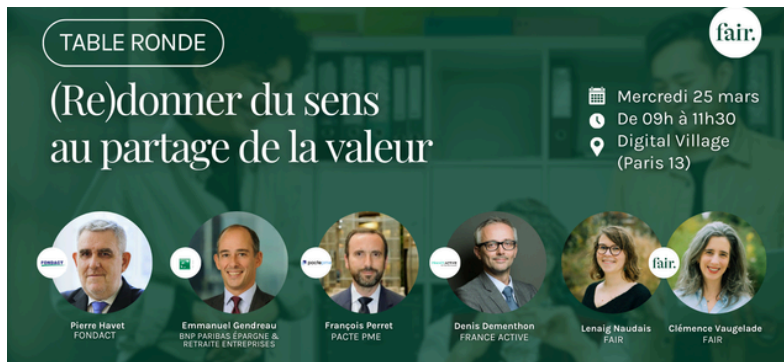 TABLE RONDE
fair.
(Re)donner du sens
au partage de la valeur
Mercredi 25 mars
De 09h à 11h30
Digital Village
(Paris 13)
FONDACT
pactepme
fair.
Pierre Havet
FONDACT
Emmanuel Gendreau
BNP PARIBAS ÉPARGNE &
RETRAITE ENTREPRISES
François Perret
PACTE PME
Denis Dementhon
FRANCE ACTIVE
Lenaig Naudais
FAIR
Clémence Vaugelade
FAIR